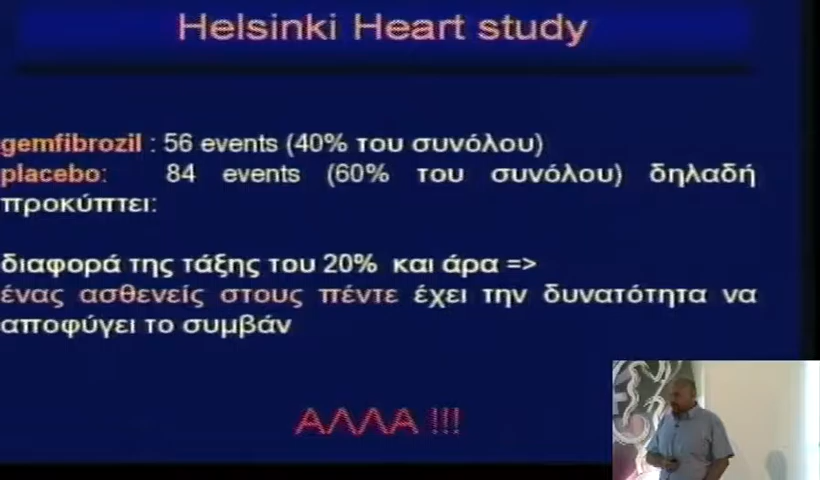 Helsinki Heart study
gemfibrozil : 56 events (40% του συνόλου)
placebo: 84 events (60% του συνόλου) δηλαδή
προκύπτει:
διαφορά της τάξης του 20% και άρα =>
ένας ασθενείς στους πέντε έχει την δυνατότητα να
αποφύγει το συμβάν
ΑΛΛΑ !!!